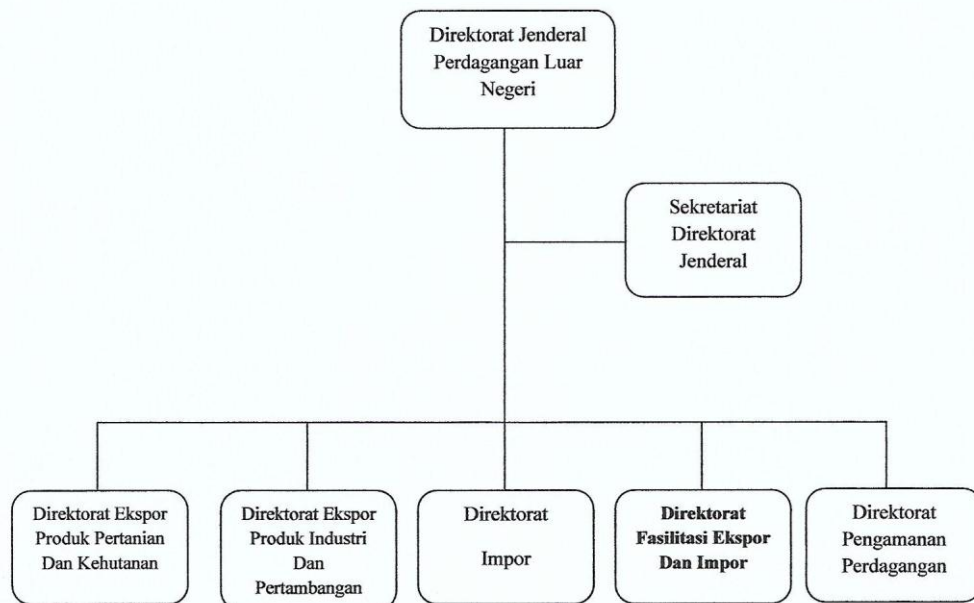 Direktorat Jenderal
Perdagangan Luar
Negeri
Sekretariat
Direktorat
Jenderal
Direktorat Ekspor
Produk Pertanian
Dan Kehutanan
Direktorat Ekspor
Produk Industri
Dan
Pertambangan
Direktorat
Impor
Direktorat
Fasilitasi Ekspor
Dan Impor
Direktorat
Pengamanan
Perdagangan